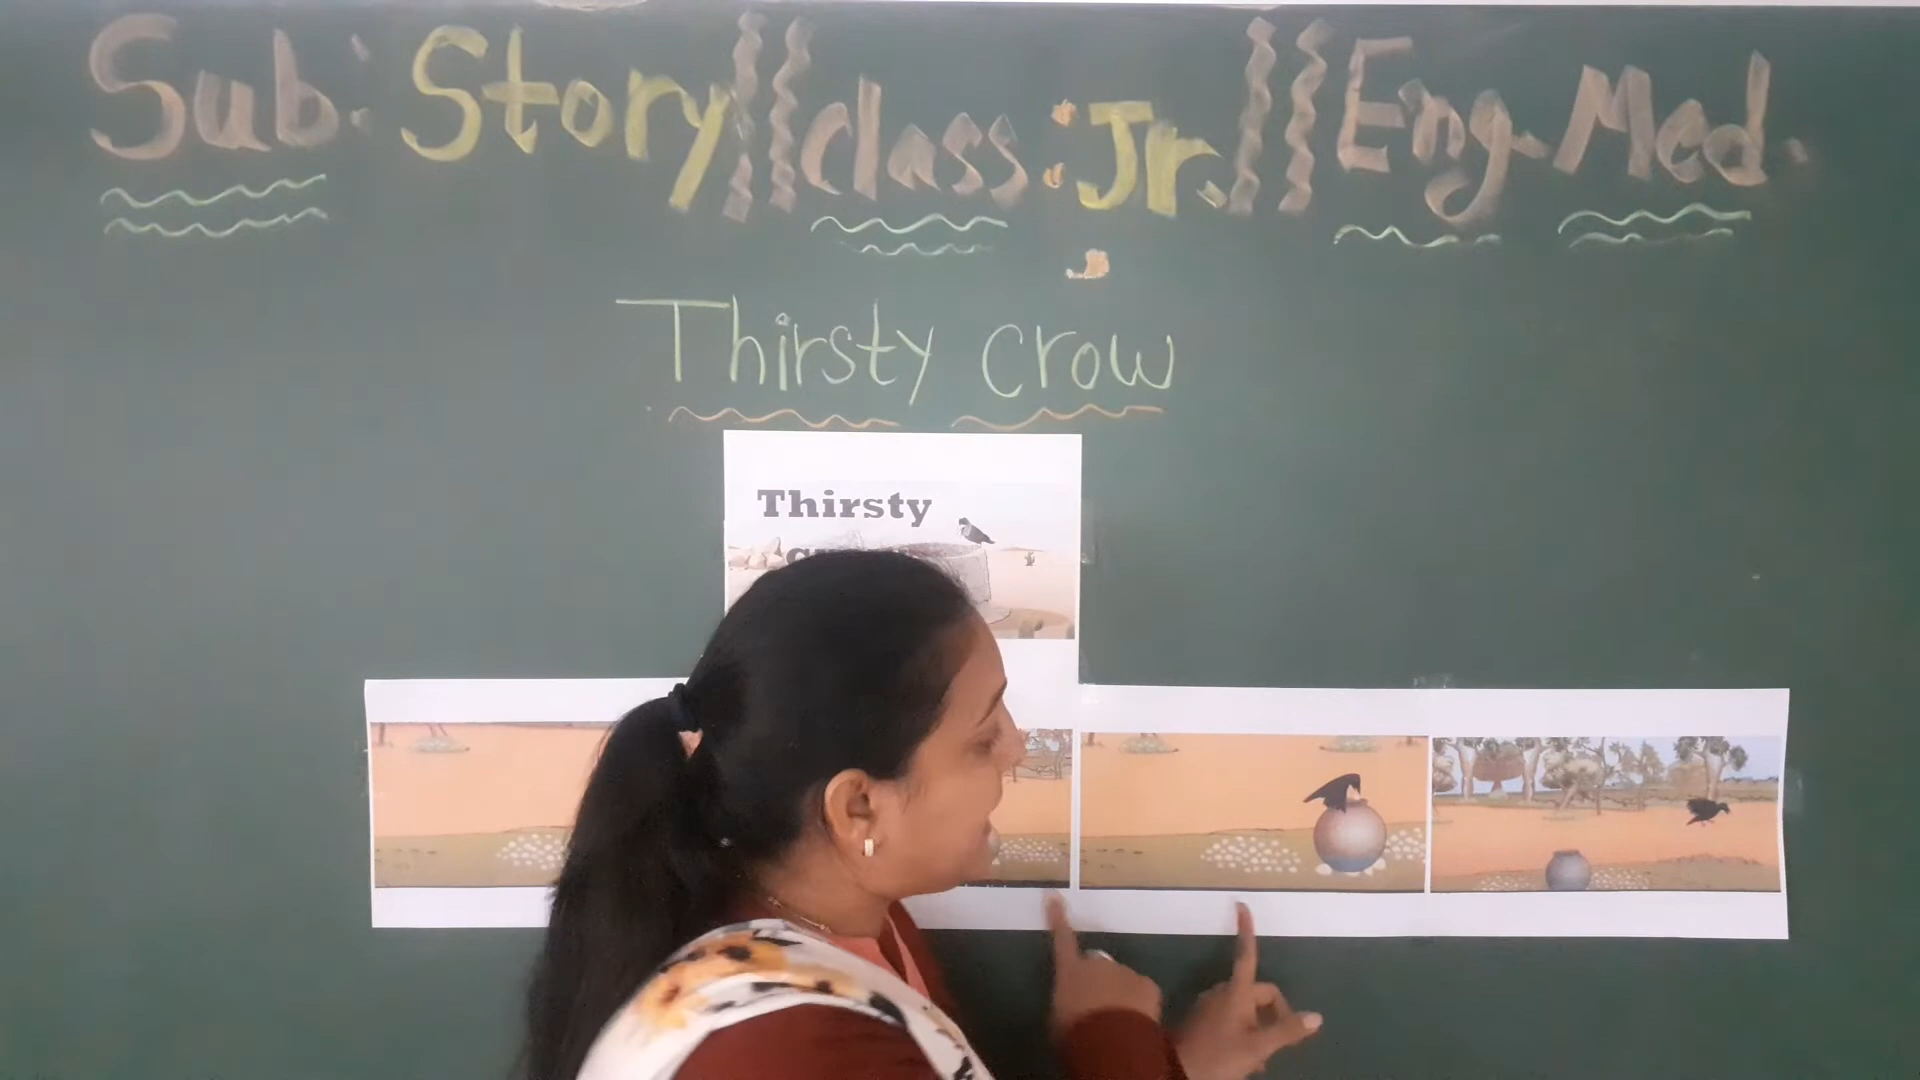 Sub: Story || class : Jr. || Eng. Med.
Thirsty crow
Thirsty